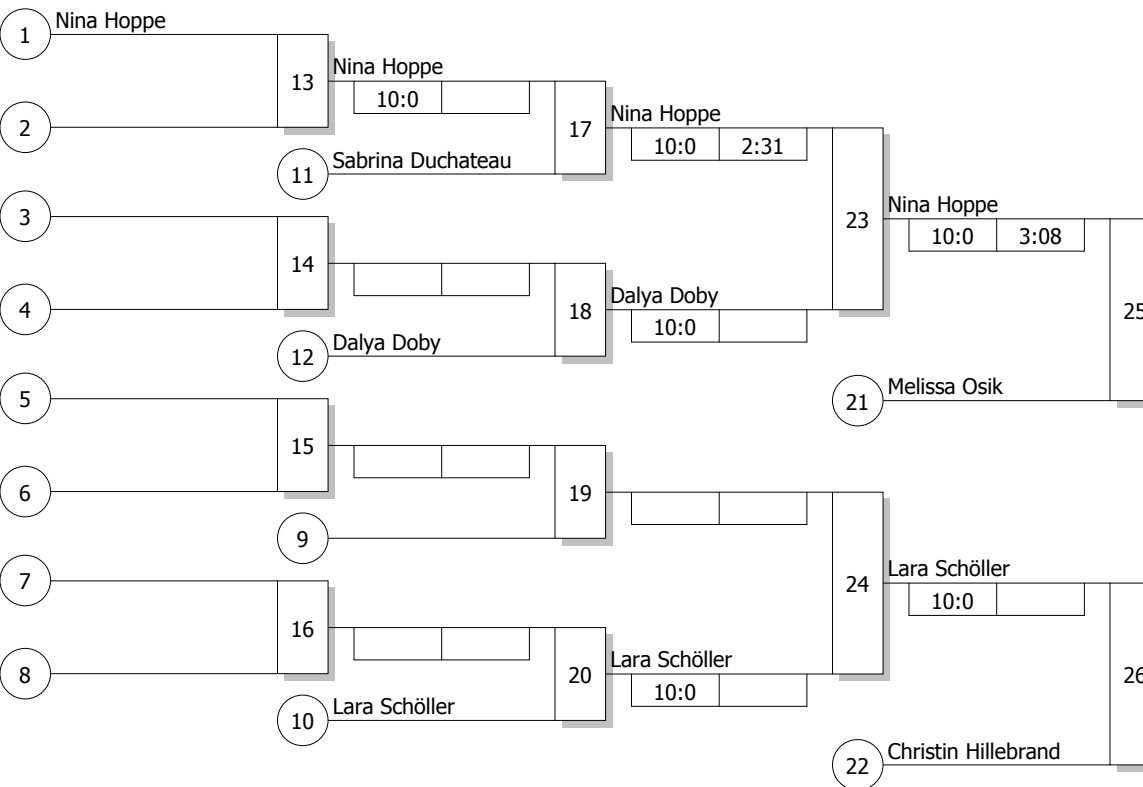 1 Nina Hoppe
13 Nina Hoppe
10:0
2
17 Nina Hoppe
10:0 2:31
11 Sabrina Duchateau
3
23 Nina Hoppe
10:0 3:08
14
4
18 Dalya Doby
10:0
12 Dalya Doby
25
5
21 Melissa Osik
15
6
19
9
7
24 Lara Schöller
10:0
16
8
20 Lara Schöller
10:0
10 Lara Schöller
26
22 Christin Hillebrand